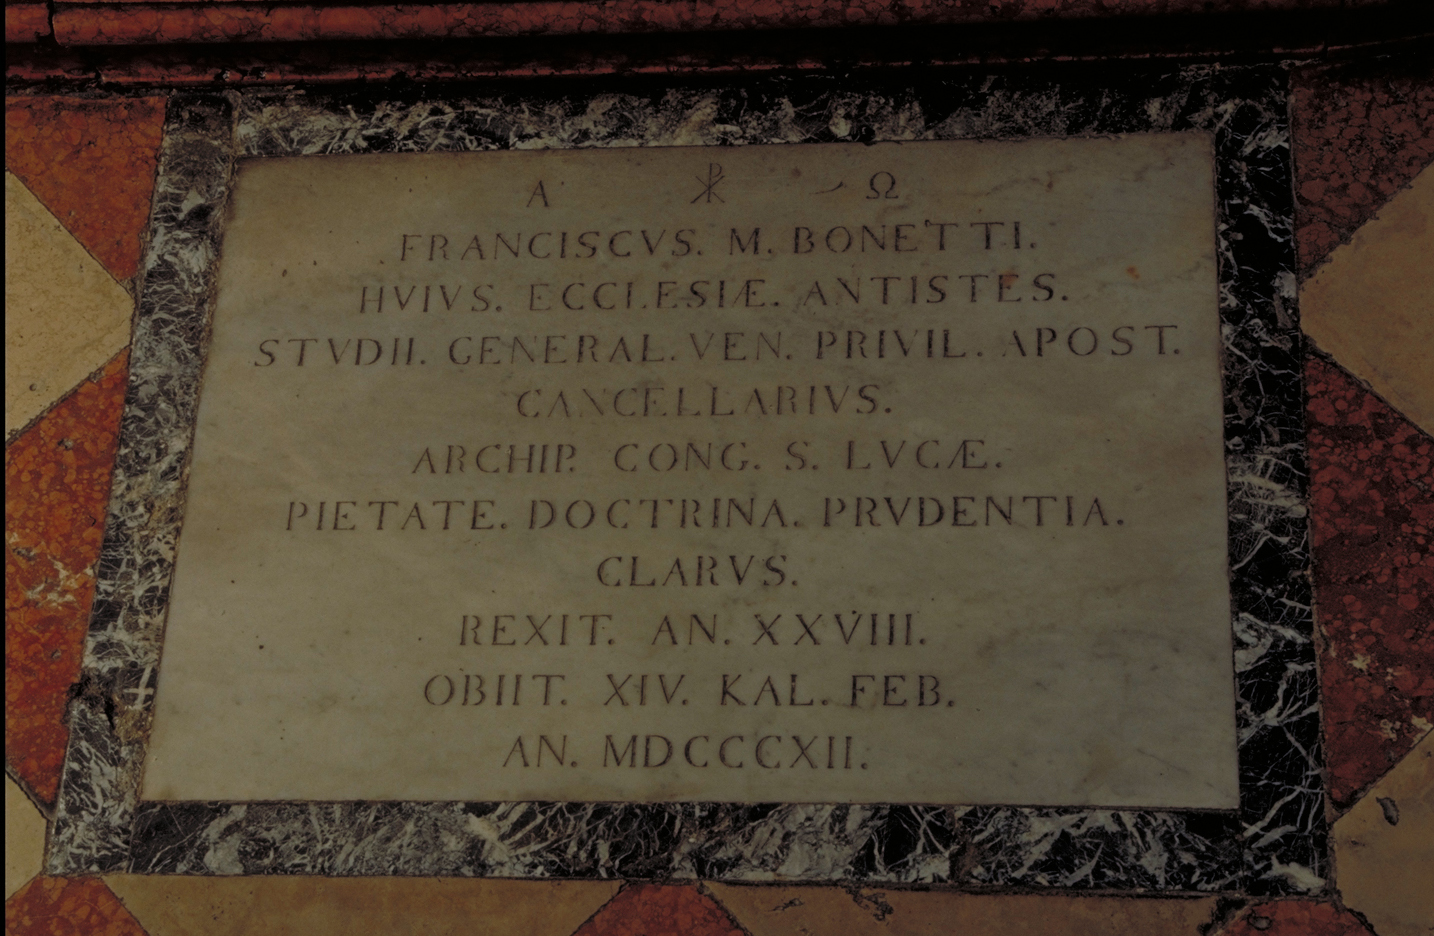 A ☧ Ω
FRANCISCVS. M. BONETTI.
HVIVS. ECCLESIÆ. ANTISTES.
STVDII. GENERAL. VEN. PRIVIL. APOST.
CANCELLARIVS.
ARCHIP. CONG. S. LVCÆ.
PIETATE. DOCTRINA. PRVDENTIA.
CLARVS.
REXIT. AN. XXVIII.
OBIIT. XIV. KAL. FEB.
AN. MDCCCXII.